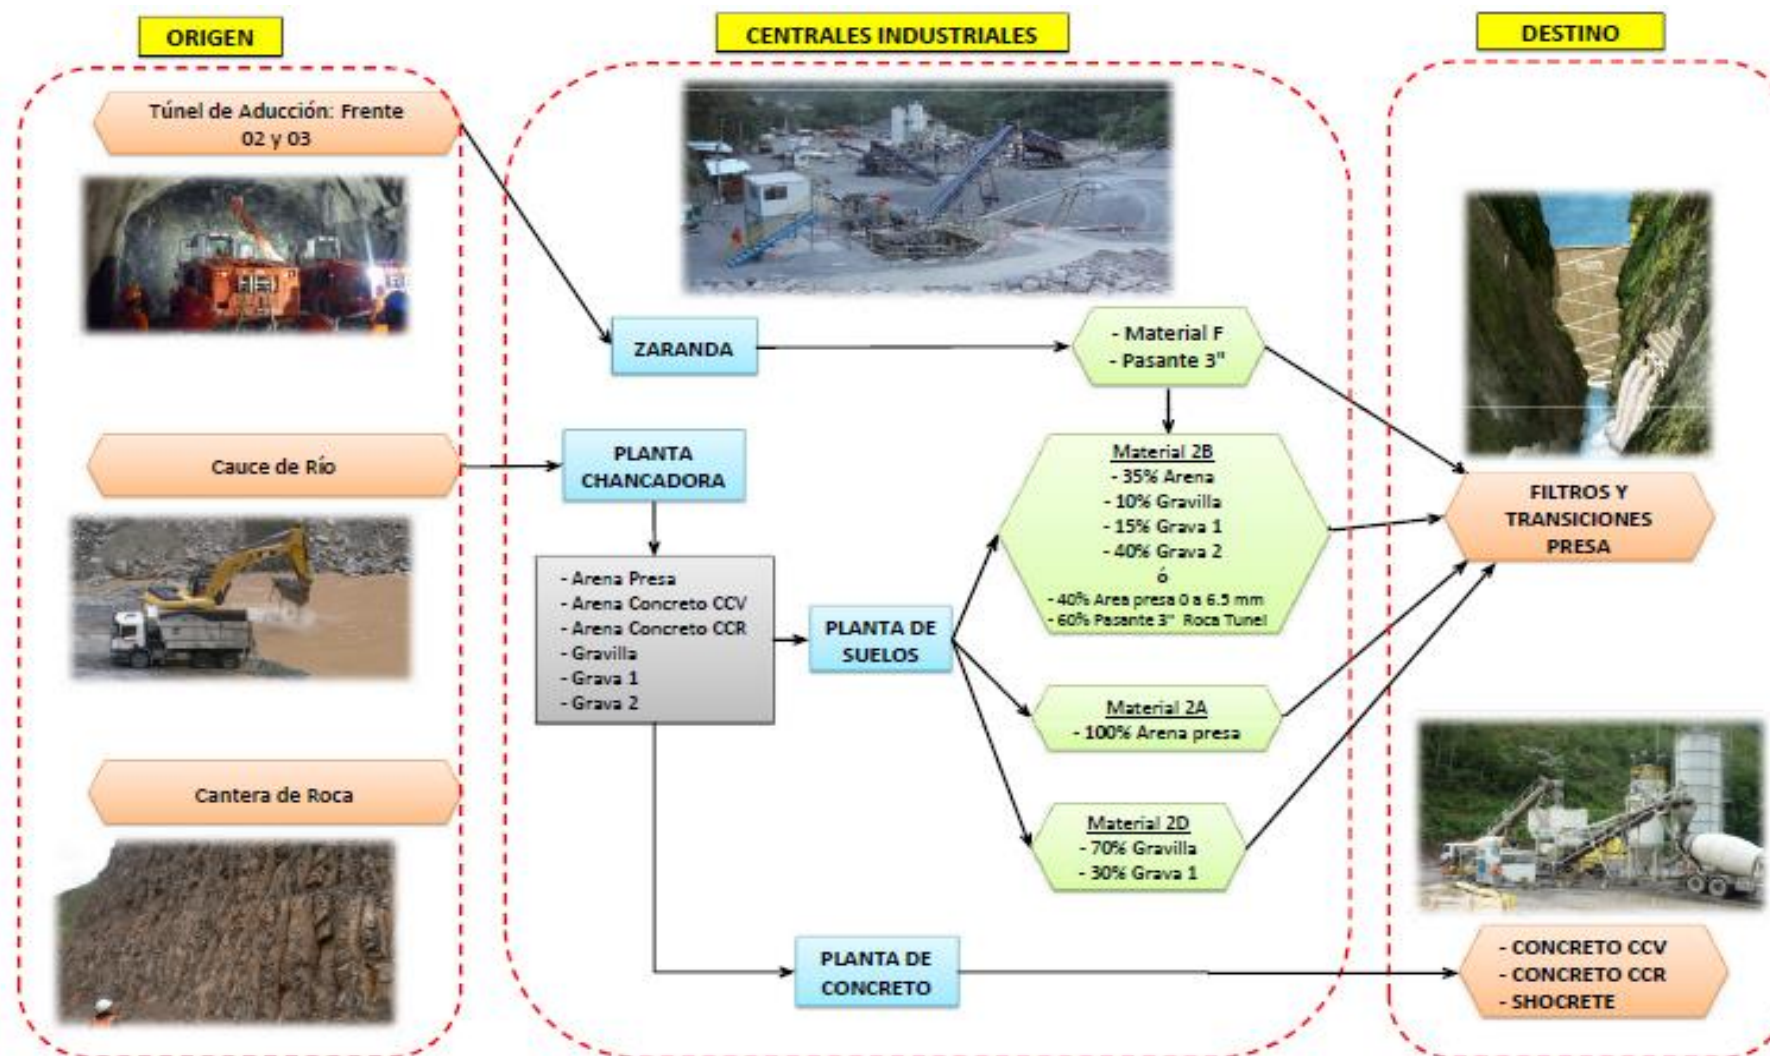 ORIGEN
CENTRALES INDUSTRIALES
DESTINO
Túnel de Aducción: Frente
02 y 03
ZARANDA
- Material F
- Pasante 3"
Cauce de Río
PLANTA
CHANCADORA
Material 2B
- 35% Arena
- 10% Gravilla
- 15% Grava 1
- 40% Grava 2
ó
- 40% Area presa 0 a 6.5 mm
- 60% Pasante 3" Roca Tunel
FILTROS Y
TRANSICIONES
PRESA
- Arena Presa
- Arena Concreto CCV
- Arena Concreto CCR
- Gravilla
- Grava 1
- Grava 2
PLANTA DE
SUELOS
Material 2A
- 100% Arena presa
Cantera de Roca
Material 2D
- 70% Gravilla
- 30% Grava 1
PLANTA DE
CONCRETO
- CONCRETO CCV
- CONCRETO CCR
- SHOCRETE